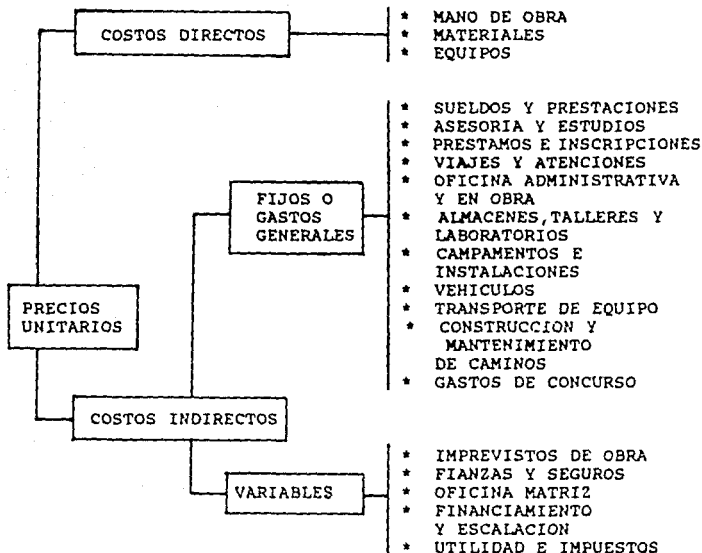 COSTOS DIRECTOS
* MANO DE OBRA
* MATERIALES
* EQUIPOS
* SUELDOS Y PRESTACIONES
* ASESORIA Y ESTUDIOS
* PRESTAMOS E INSCRIPCIONES
* VIAJES Y ATENCIONES
* OFICINA ADMINISTRATIVA
Y EN OBRA
* ALMACENES, TALLERES Y
LABORATORIOS
* CAMPAMENTOS E
INSTALACIONES
* VEHICULOS
* TRANSPORTE DE EQUIPO
* CONSTRUCCION Y
MANTENIMIENTO
DE CAMINOS
* GASTOS DE CONCURSO
FIJOS O
GASTOS
GENERALES
PRECIOS
UNITARIOS
COSTOS INDIRECTOS
VARIABLES
* IMPREVISTOS DE OBRA
* FIANZAS Y SEGUROS
* OFICINA MATRIZ
* FINANCIAMIENTO
Y ESCALACION
* UTILIDAD E IMPUESTOS